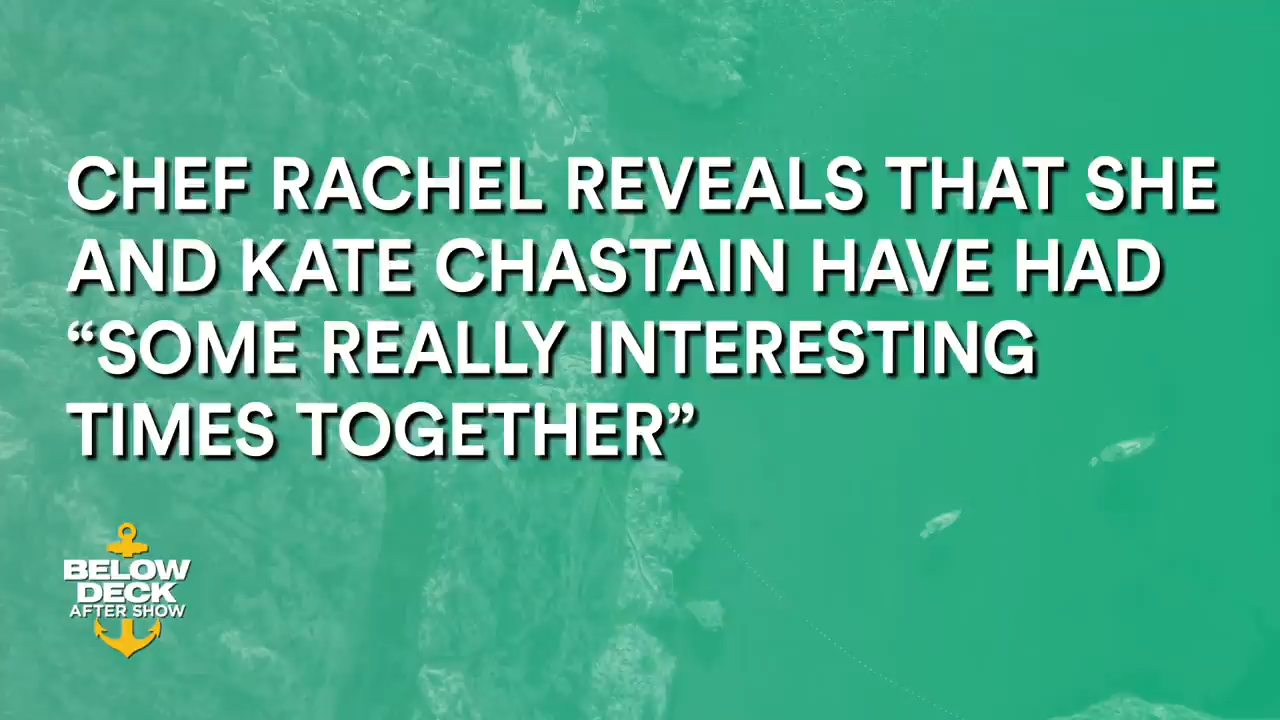 CHEF RACHEL REVEALS THAT SHE
AND KATE CHASTAIN HAVE HAD
“SOME REALLY INTERESTING
TIMES TOGETHER”
BELOW
DECK
AFTER SHOW